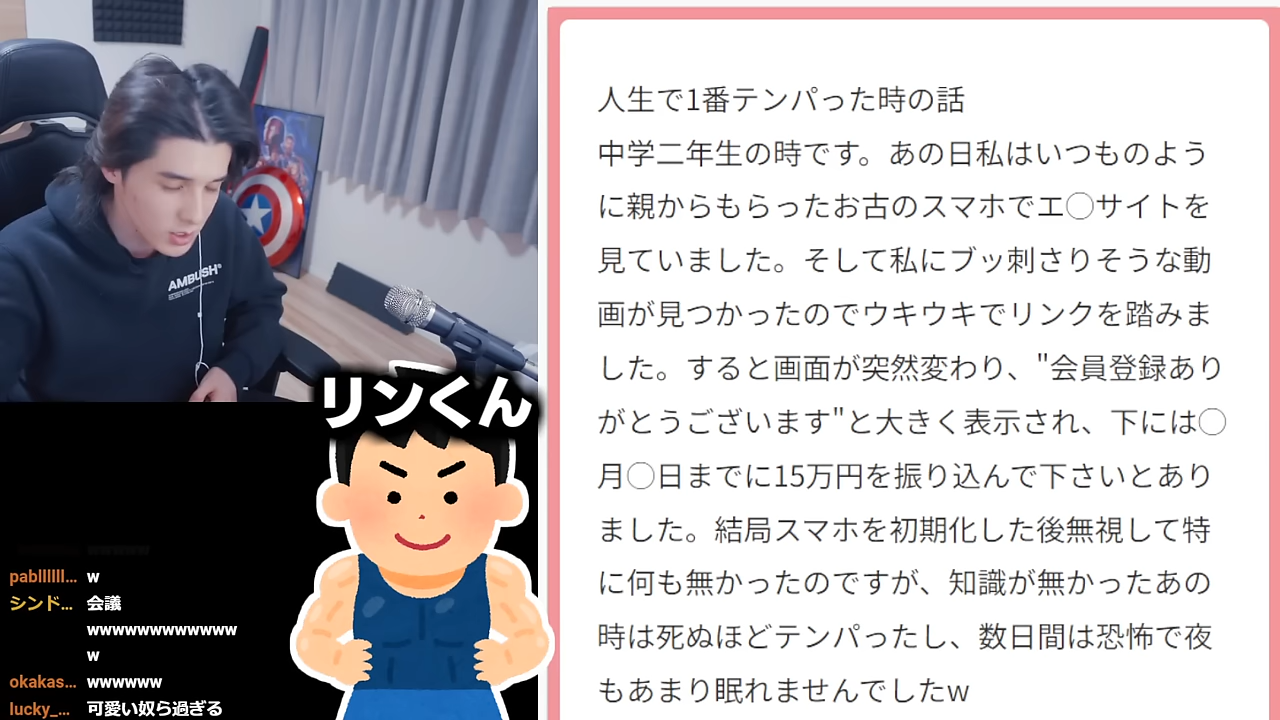 人生で1番テンパった時の話
中学二年生の時です。あの日私はいつものよう
に親からもらったお古のスマホでエ◯サイトを
見ていました。そして私にブッ刺さりそうな動
画が見つかったのでウキウキでリンクを踏みま
した。すると画面が突然変わり、"会員登録あり
がとうございます"と大きく表示され、下には◯
月◯日までに15万円を振り込んで下さいとあり
ました。結局スマホを初期化した後無視して特
に何も無かったのですが、知識が無かったあの
時は死ぬほどテンパったし、数日間は恐怖で夜
もあまり眠れませんでしたw
AMBUSH®
リンくん
pabllllll... w
シンド... 会議
wwwwwwwwwwww
w
okakas... wwwwww
lucky_... 可愛い奴ら過ぎる